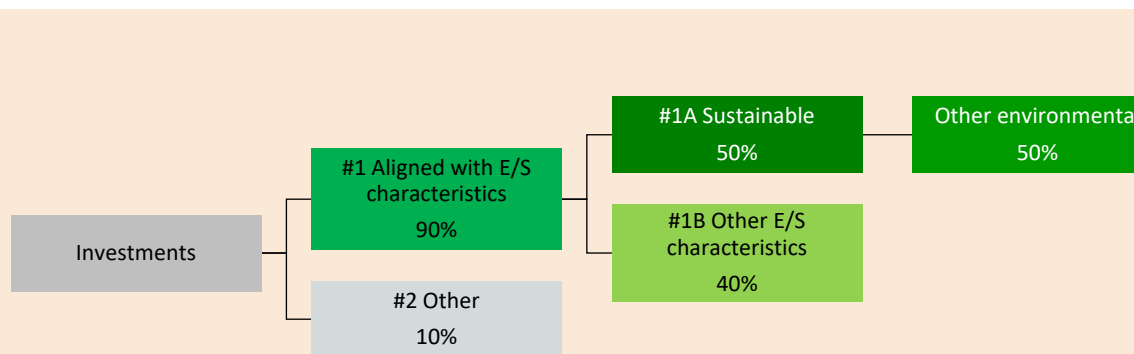 #1A Sustainable
50%
Other environmenta
50%
#1 Aligned with E/S
characteristics
90%
#1B Other E/S
characteristics
40%
Investments
#2 Other
10%